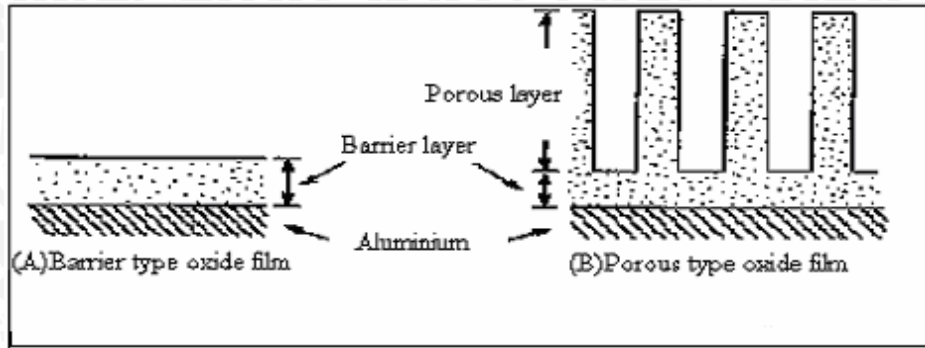 Porous layer
Barrier layer
Aluminium
(A)Barrier type oxide film
(B)Porous type oxide film